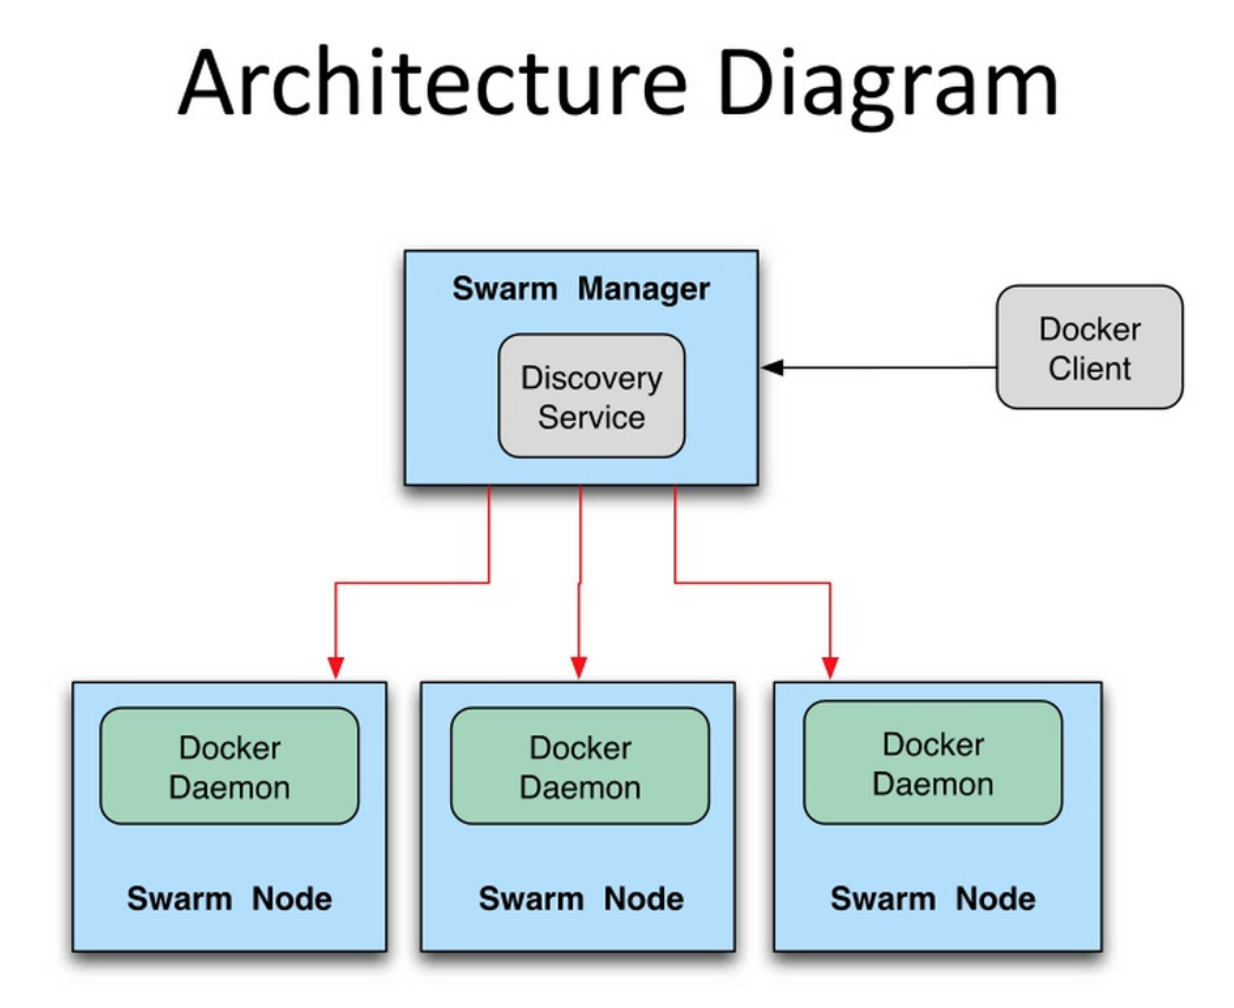 Architecture Diagram
Swarm Manager
Discovery
Service
Docker
Client
Docker
Daemon
Swarm Node
Docker
Daemon
Swarm Node
Docker
Daemon
Swarm Node